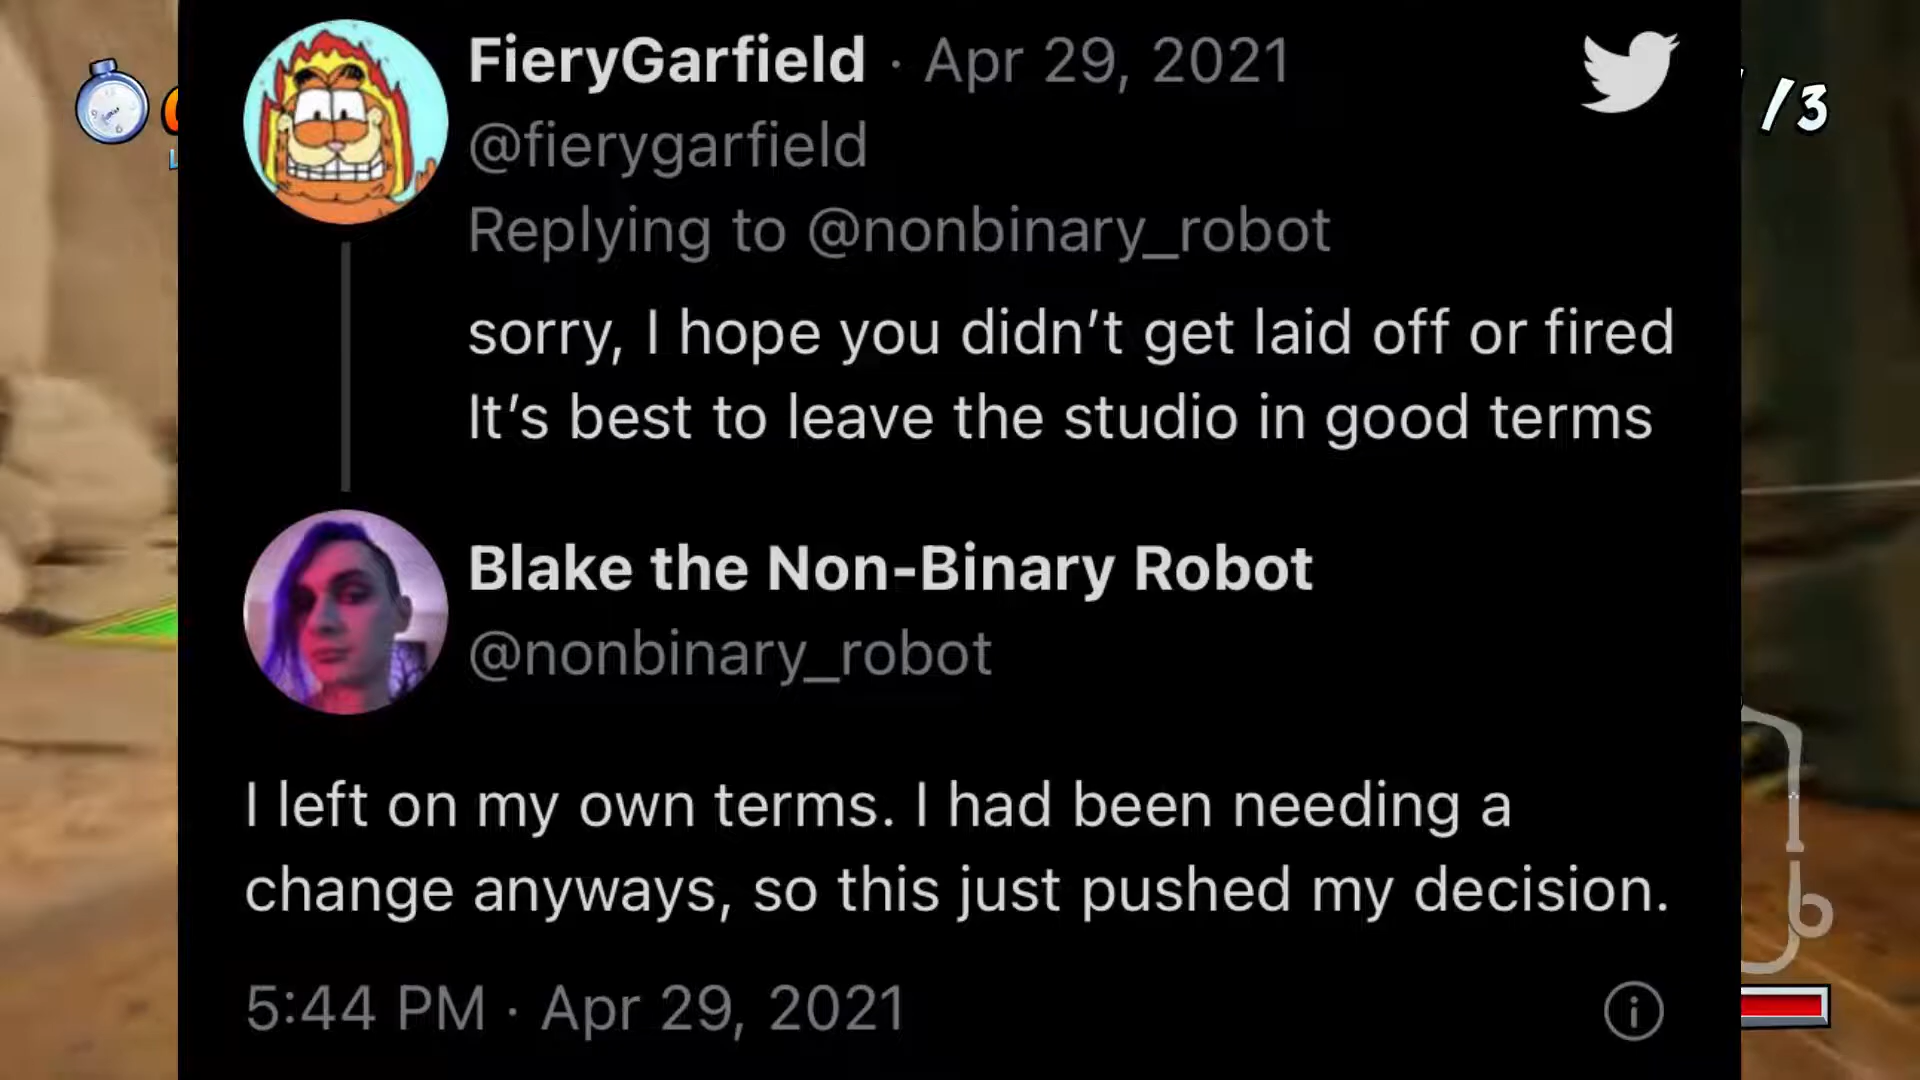 FieryGarfield · Apr 29, 2021
@fierygarfield
Replying to @nonbinary_robot
/3
sorry, I hope you didn’t get laid off or fired
It’s best to leave the studio in good terms
Blake the Non-Binary Robot
@nonbinary_robot
I left on my own terms. I had been needing a
change anyways, so this just pushed my decision.
5:44 PM · Apr 29, 2021